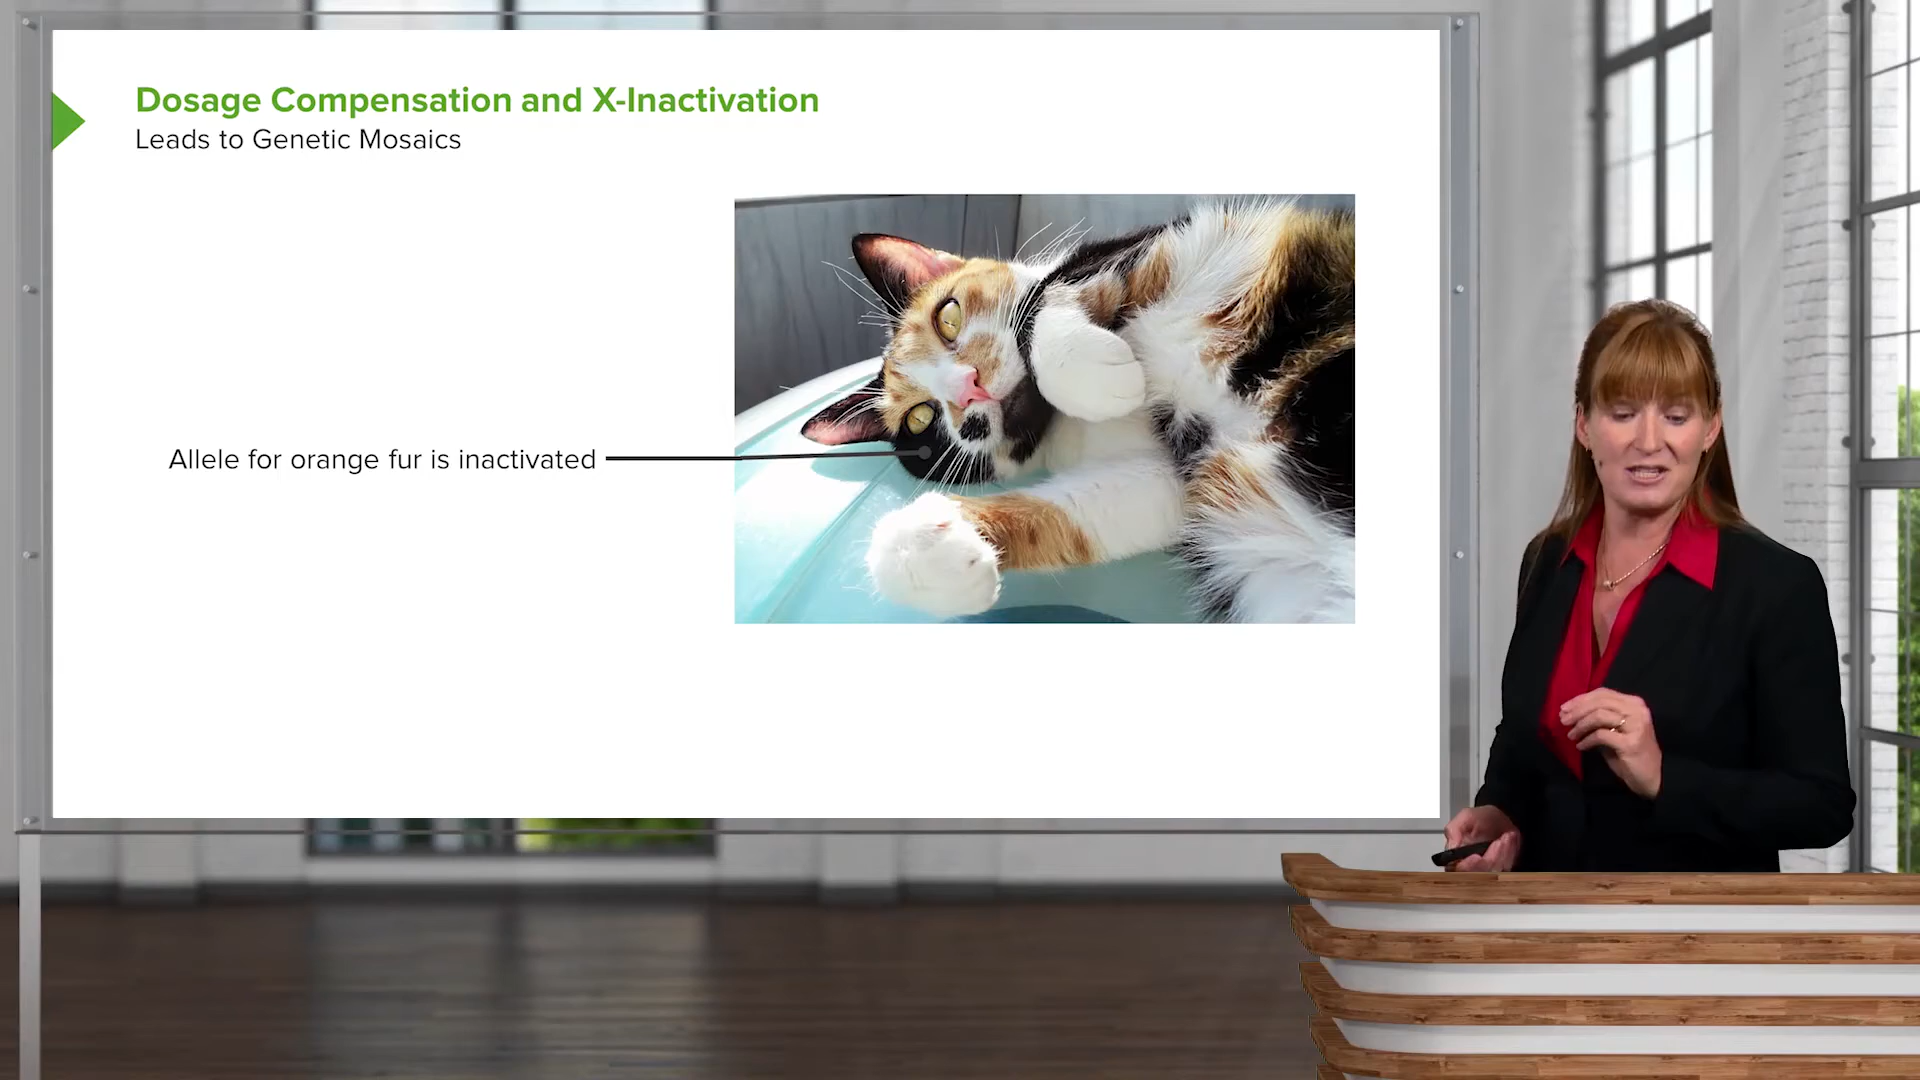 Dosage Compensation and X-Inactivation
Leads to Genetic Mosaics
Allele for orange fur is inactivated